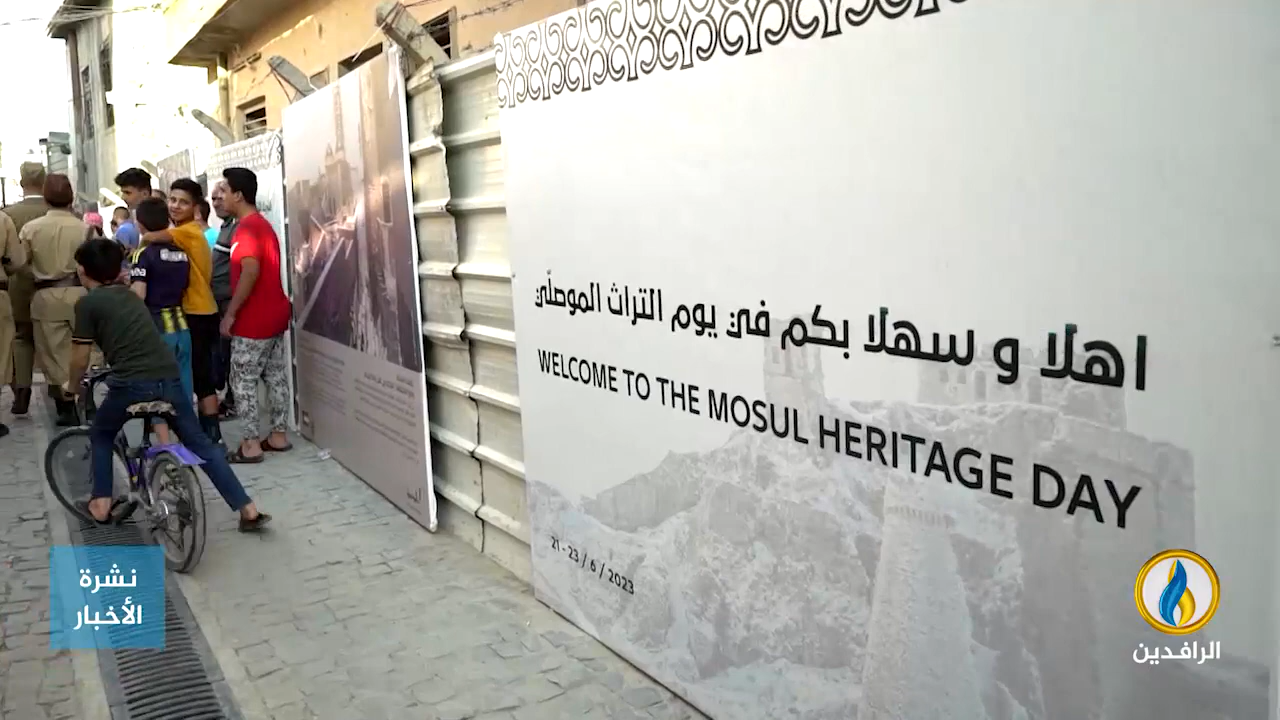 اهلا و سهلا بكم في يوم التراث الموصلّي
WELCOME TO THE MOSUL HERITAGE DAY
21 - 23 / 6 / 2023
نشرة
الأخبار
الرافدين